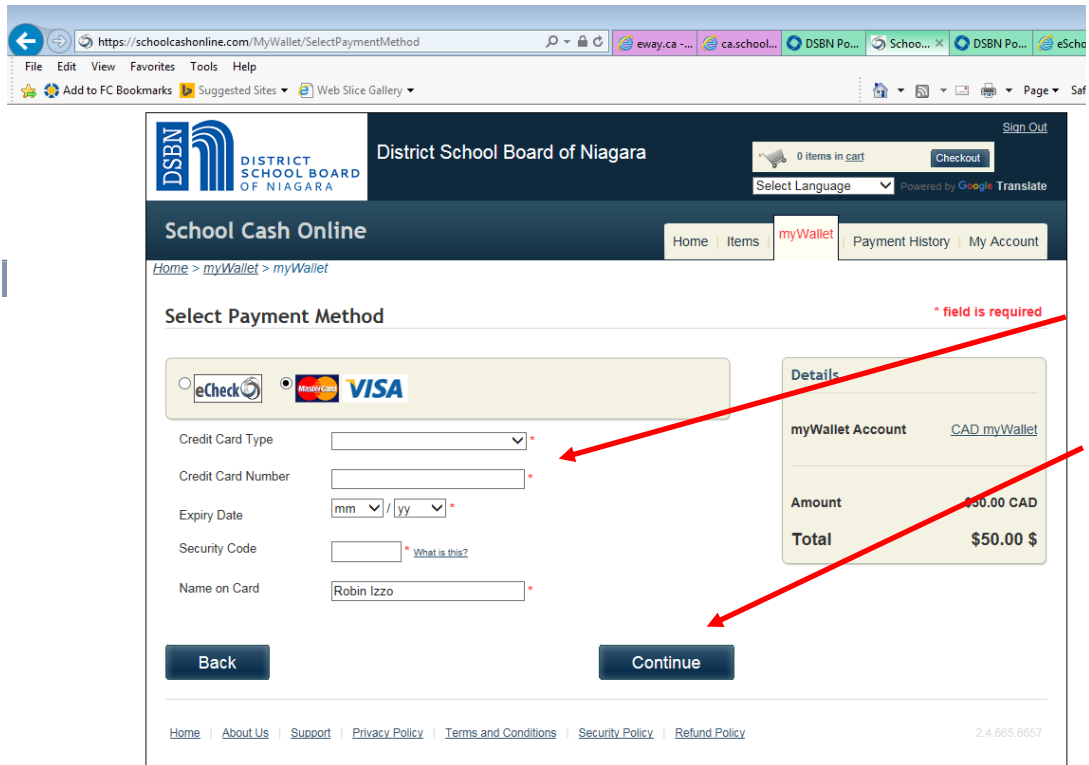 https://schoolcashonline.com/MyWallet/SelectPaymentMethod
eway.ca -... ca.school... DSBN Po... Schoo... DSBN Po... eScho
File Edit View Favorites Tools Help
Add to FC Bookmarks Suggested Sites Web Slice Gallery Page Saf
Sign Out
DSBN
DISTRICT
SCHOOL BOARD
OF NIAGARA
District School Board of Niagara
0 items in cart Checkout
Select Language Powered by Google Translate
School Cash Online
Home | Items | myWallet | Payment History | My Account
Home > myWallet > myWallet
Select Payment Method
* field is required
eCheck MasterCard VISA
Credit Card Type *
Credit Card Number *
Expiry Date mm / yy *
Security Code * What is this?
Name on Card Robin Izzo *
Details
myWallet Account CAD myWallet
Amount $50.00 CAD
Total $50.00 $
Back Continue
Home | About Us | Support | Privacy Policy | Terms and Conditions | Security Policy | Refund Policy 2.4.665.6657